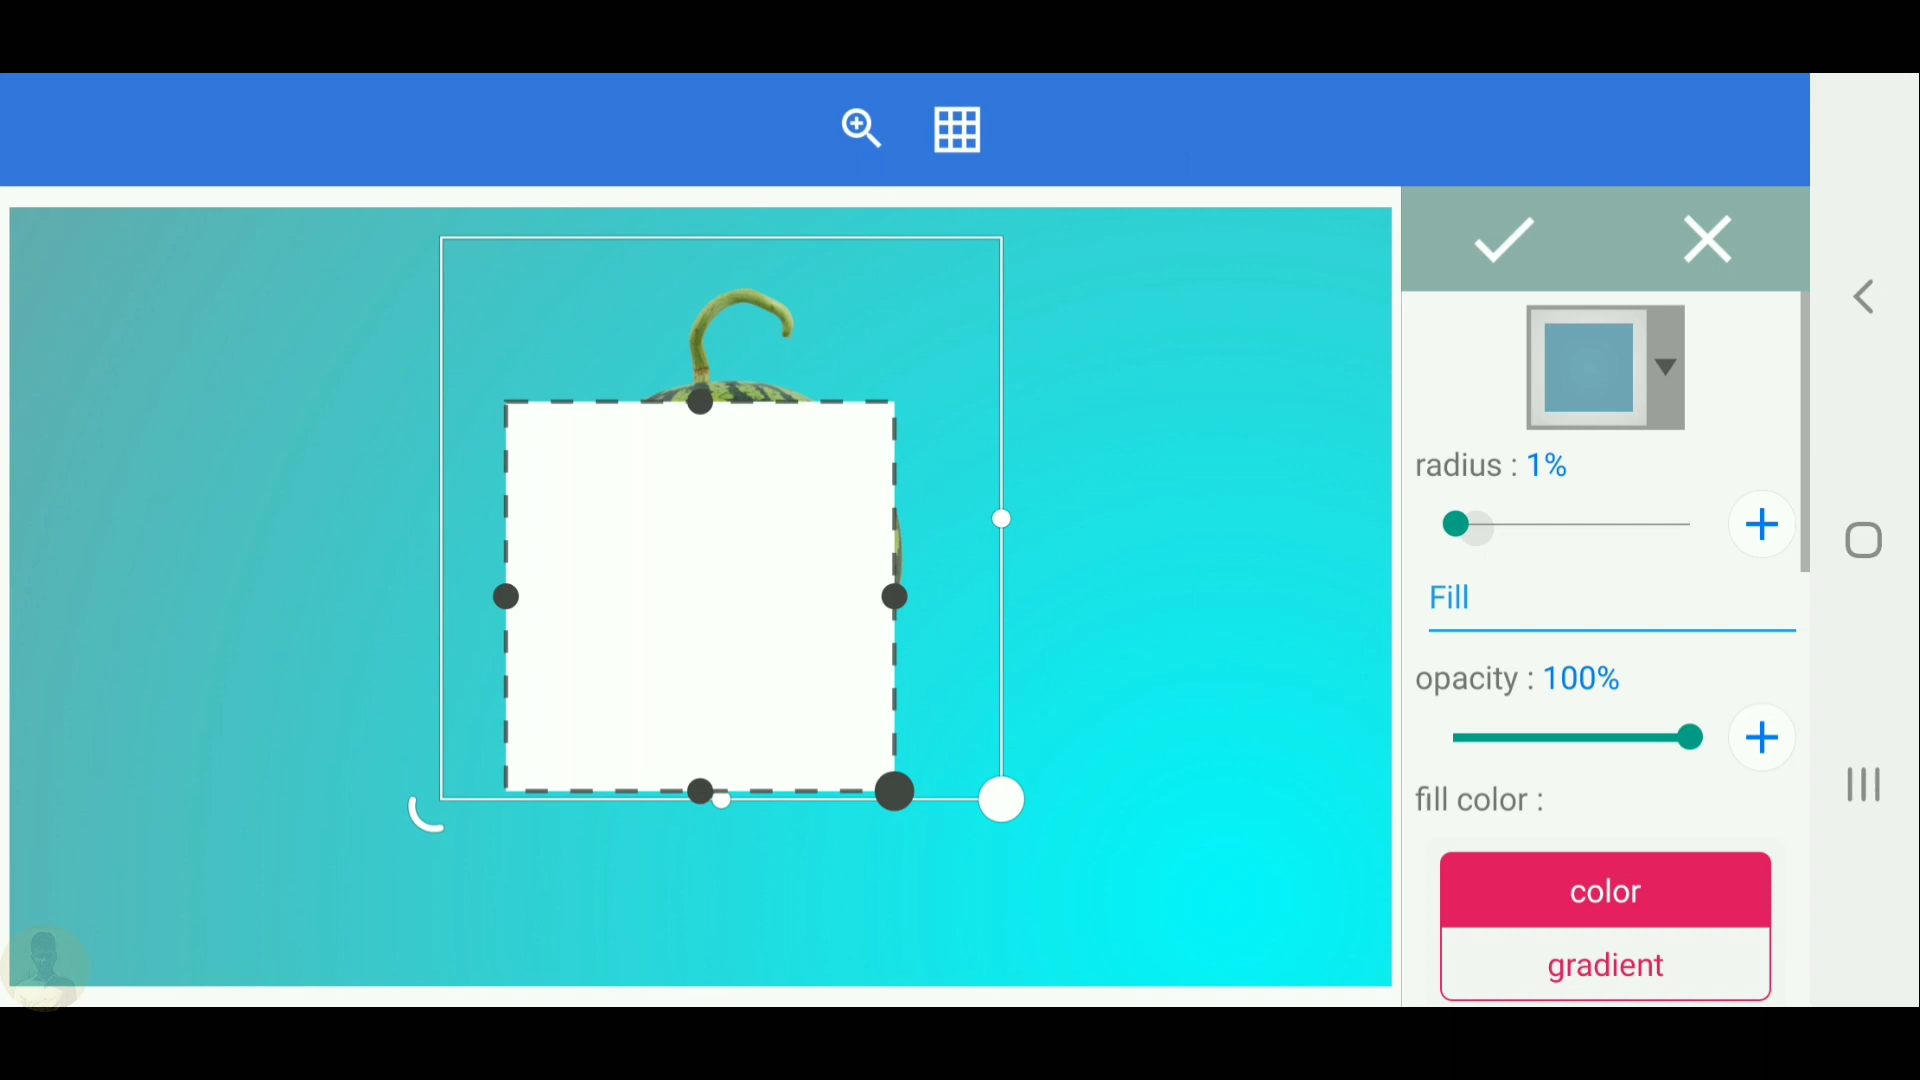 radius : 1%
Fill
opacity : 100%
fill color :
color
gradient